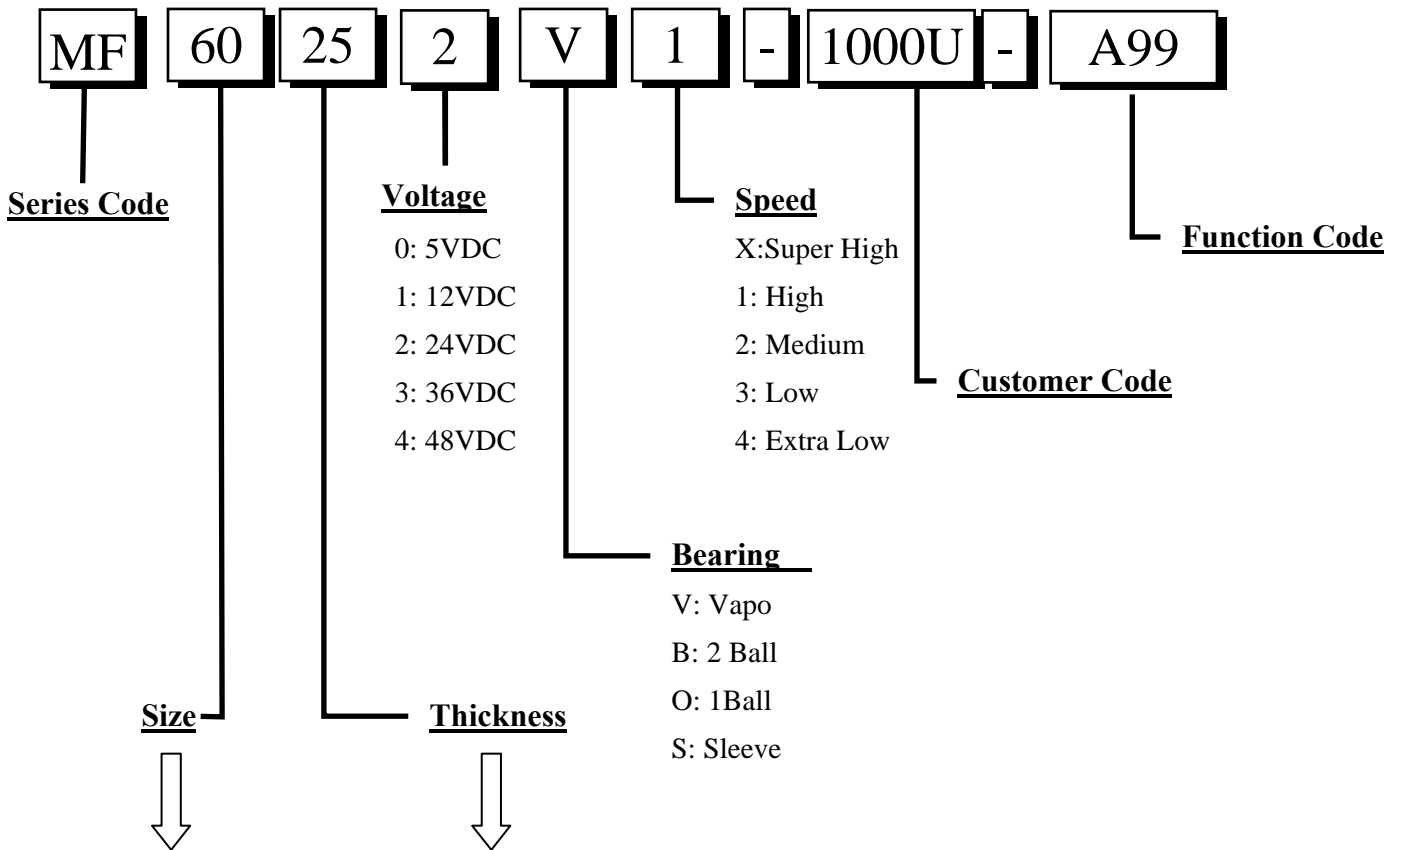 MF 60 25 2 V 1 - 1000U - A99
Series Code
Voltage
0: 5VDC
1: 12VDC
2: 24VDC
3: 36VDC
4: 48VDC
Speed
X:Super High
1: High
2: Medium
3: Low
4: Extra Low
Function Code
Customer Code
Bearing
V: Vapo
B: 2 Ball
O: 1Ball
S: Sleeve
Size
Thickness